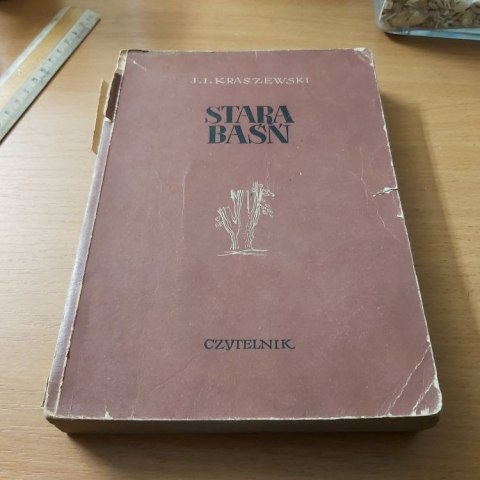 J.I. KRASZEWSKI
STARA
BAŚŃ
CZYTELNIK